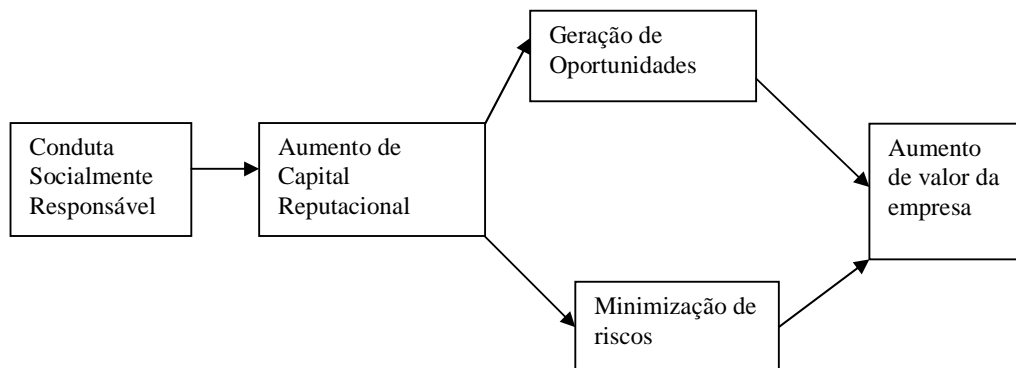 Conduta
Socialmente
Responsável
Aumento de
Capital
Reputacional
Geração de
Oportunidades
Minimização de
riscos
Aumento
de valor da
empresa